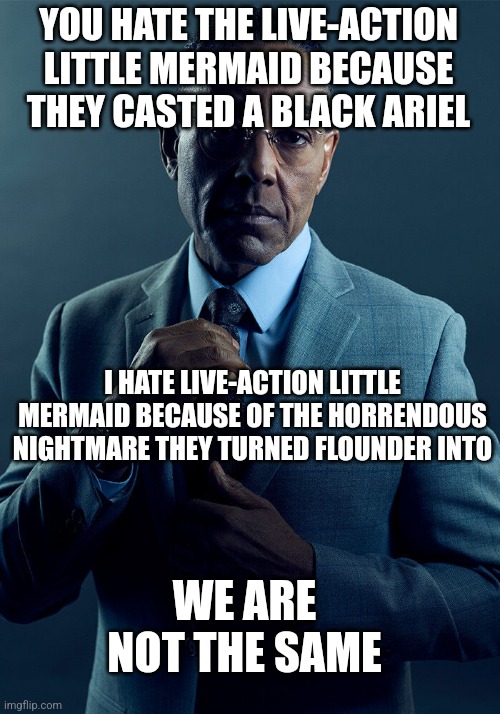 YOU HATE THE LIVE-ACTION
LITTLE MERMAID BECAUSE
THEY CASTED A BLACK ARIEL
I HATE LIVE-ACTION LITTLE
MERMAID BECAUSE OF THE HORRENDOUS
NIGHTMARE THEY TURNED FLOUNDER INTO
WE ARE
NOT THE SAME
imgflip.com